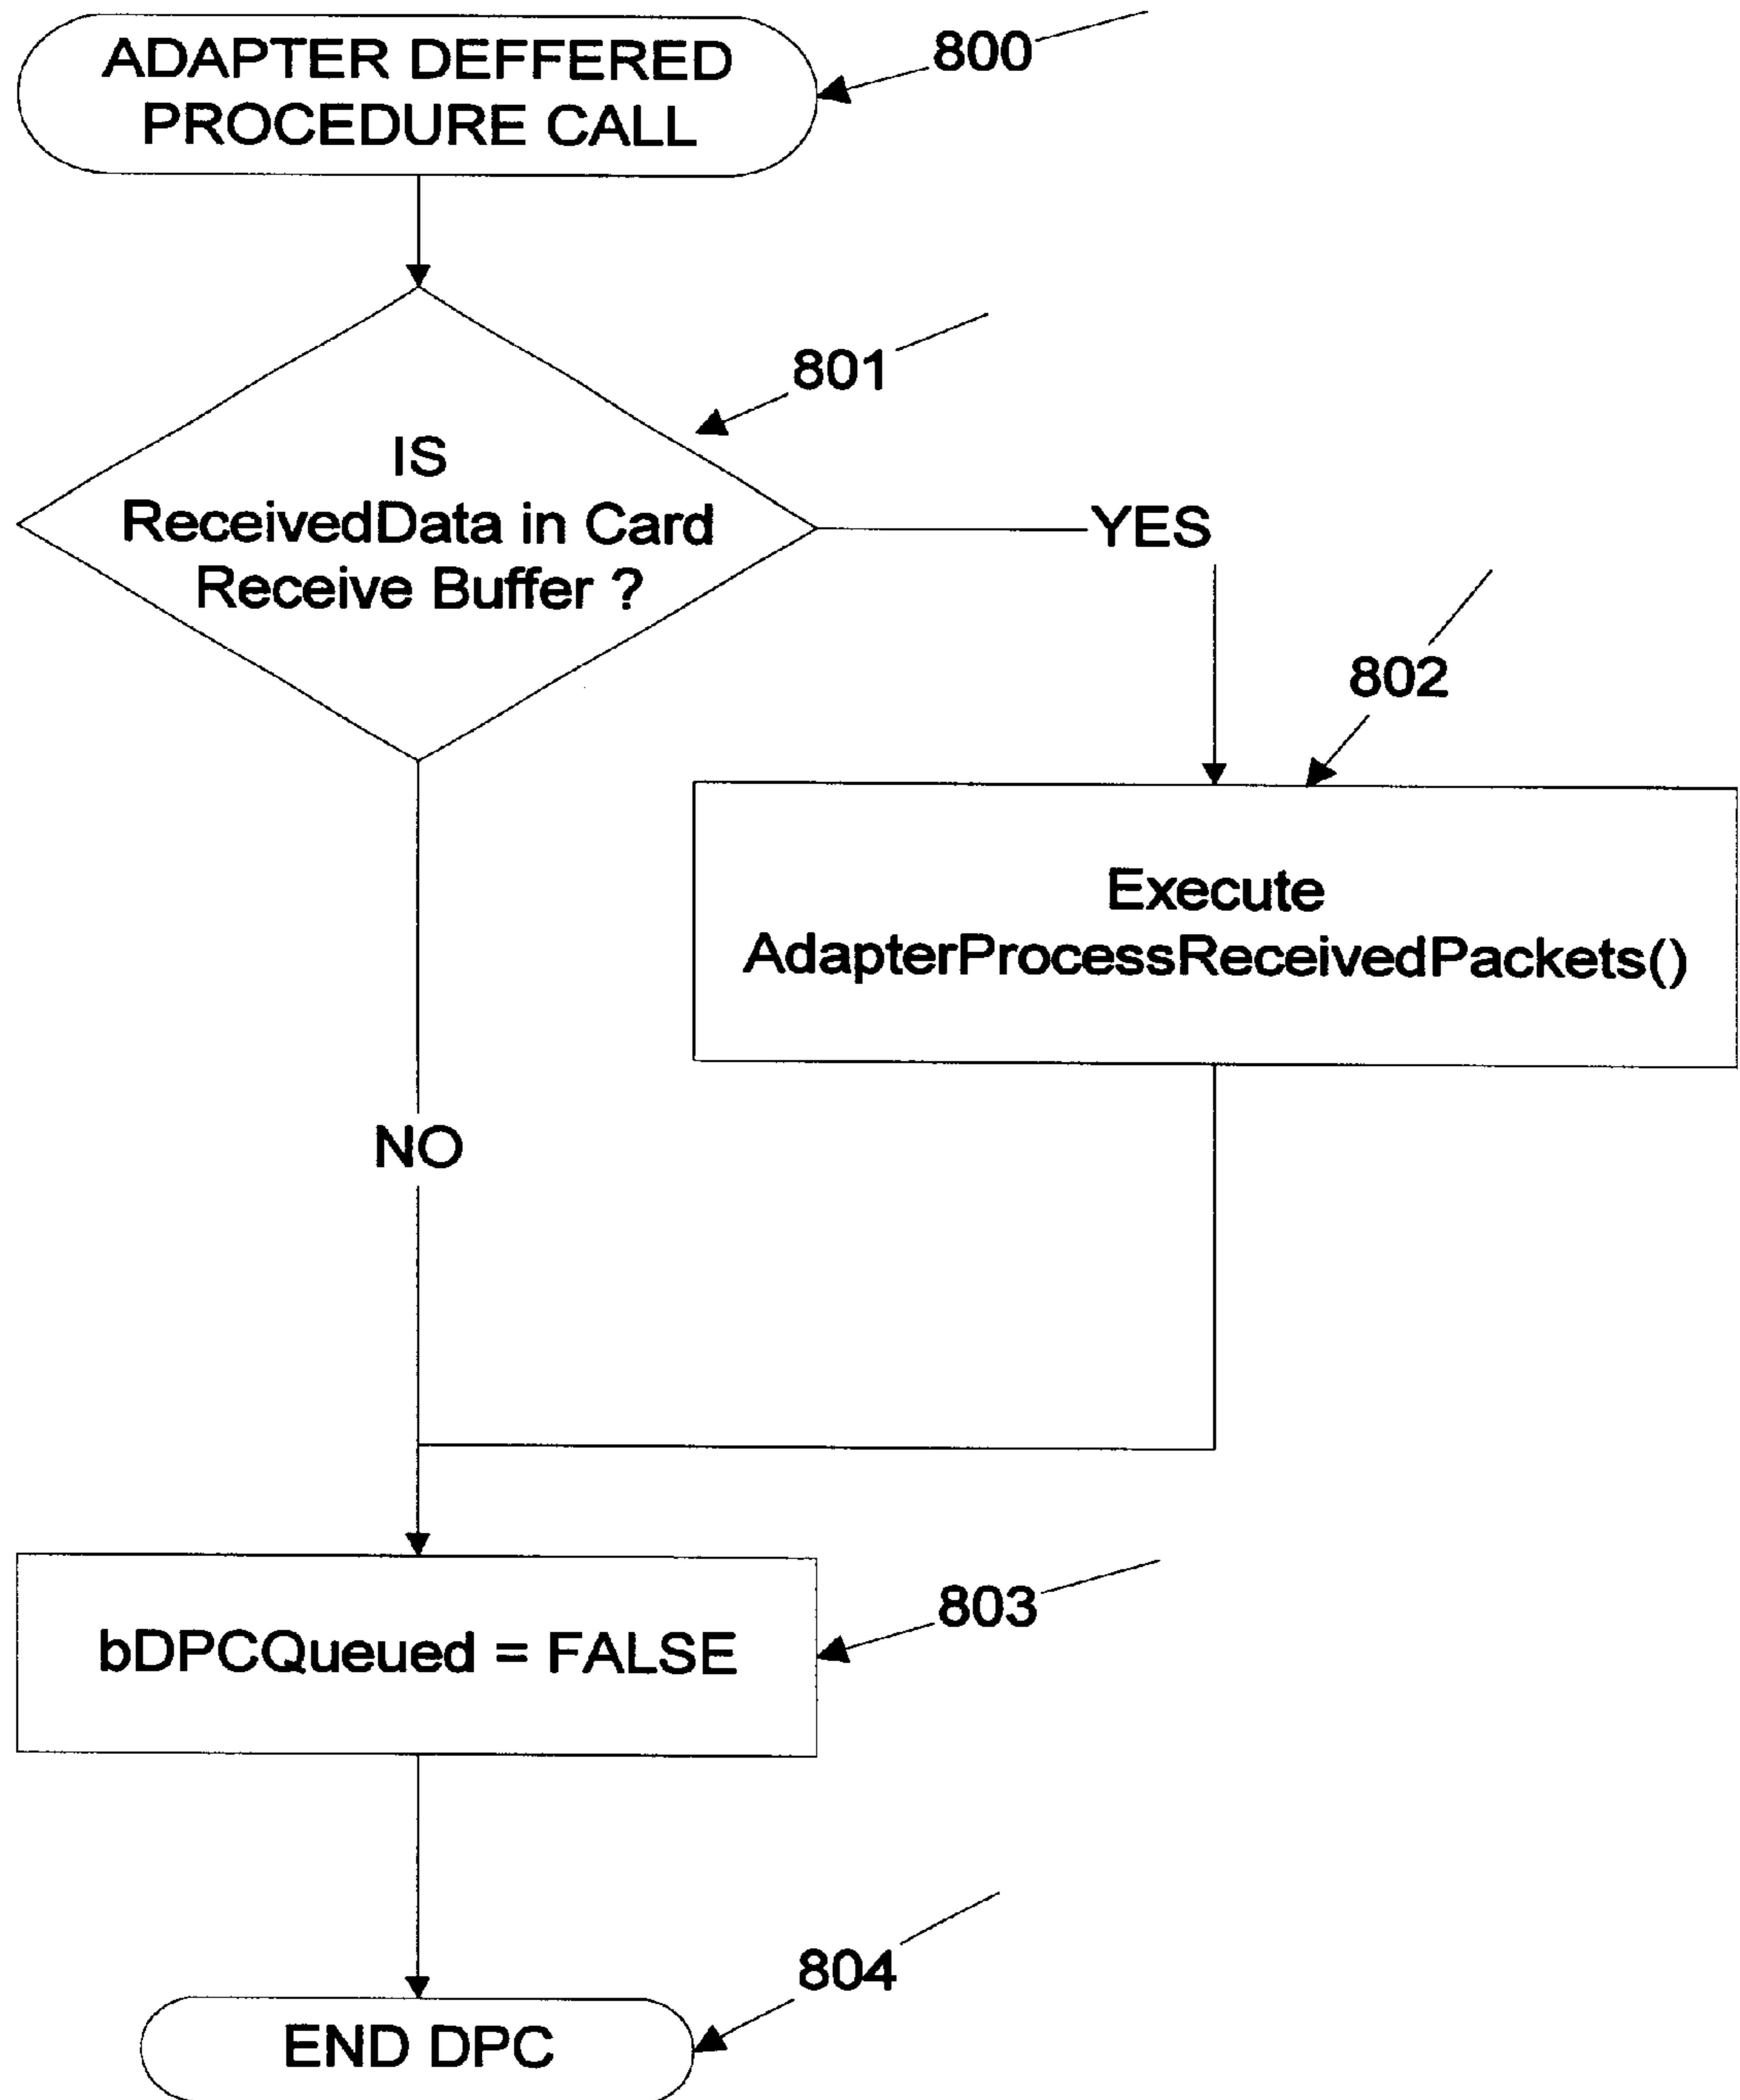 ADAPTER DEFFERED
PROCEDURE CALL
800
801
IS
ReceivedData in Card
Receive Buffer ?
YES
802
Execute
AdapterProcessReceivedPackets()
NO
803
bDPCQueued = FALSE
804
END DPC